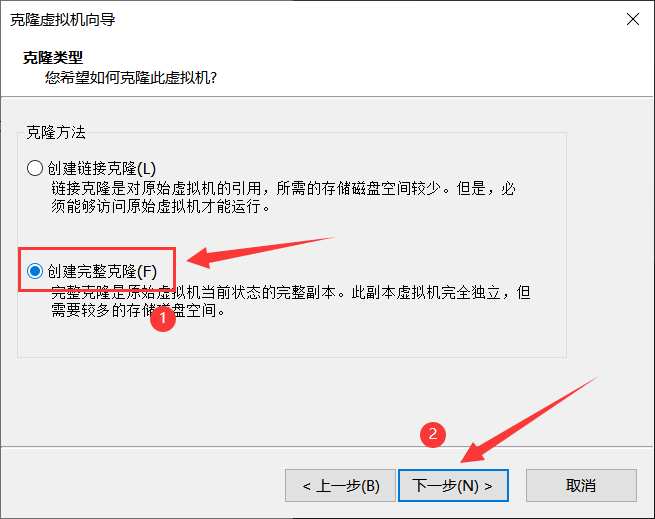 克隆虚拟机向导
克隆类型
您希望如何克隆此虚拟机?
克隆方法
创建链接克隆(L)
链接克隆是对原始虚拟机的引用，所需的存储磁盘空间较少。但是，必
须能够访问原始虚拟机才能运行。
创建完整克隆(F)
完整克隆是原始虚拟机当前状态的完整副本。此副本虚拟机完全独立，但
需要较多的存储磁盘空间。
1
2
< 上一步(B)
下一步(N) >
取消